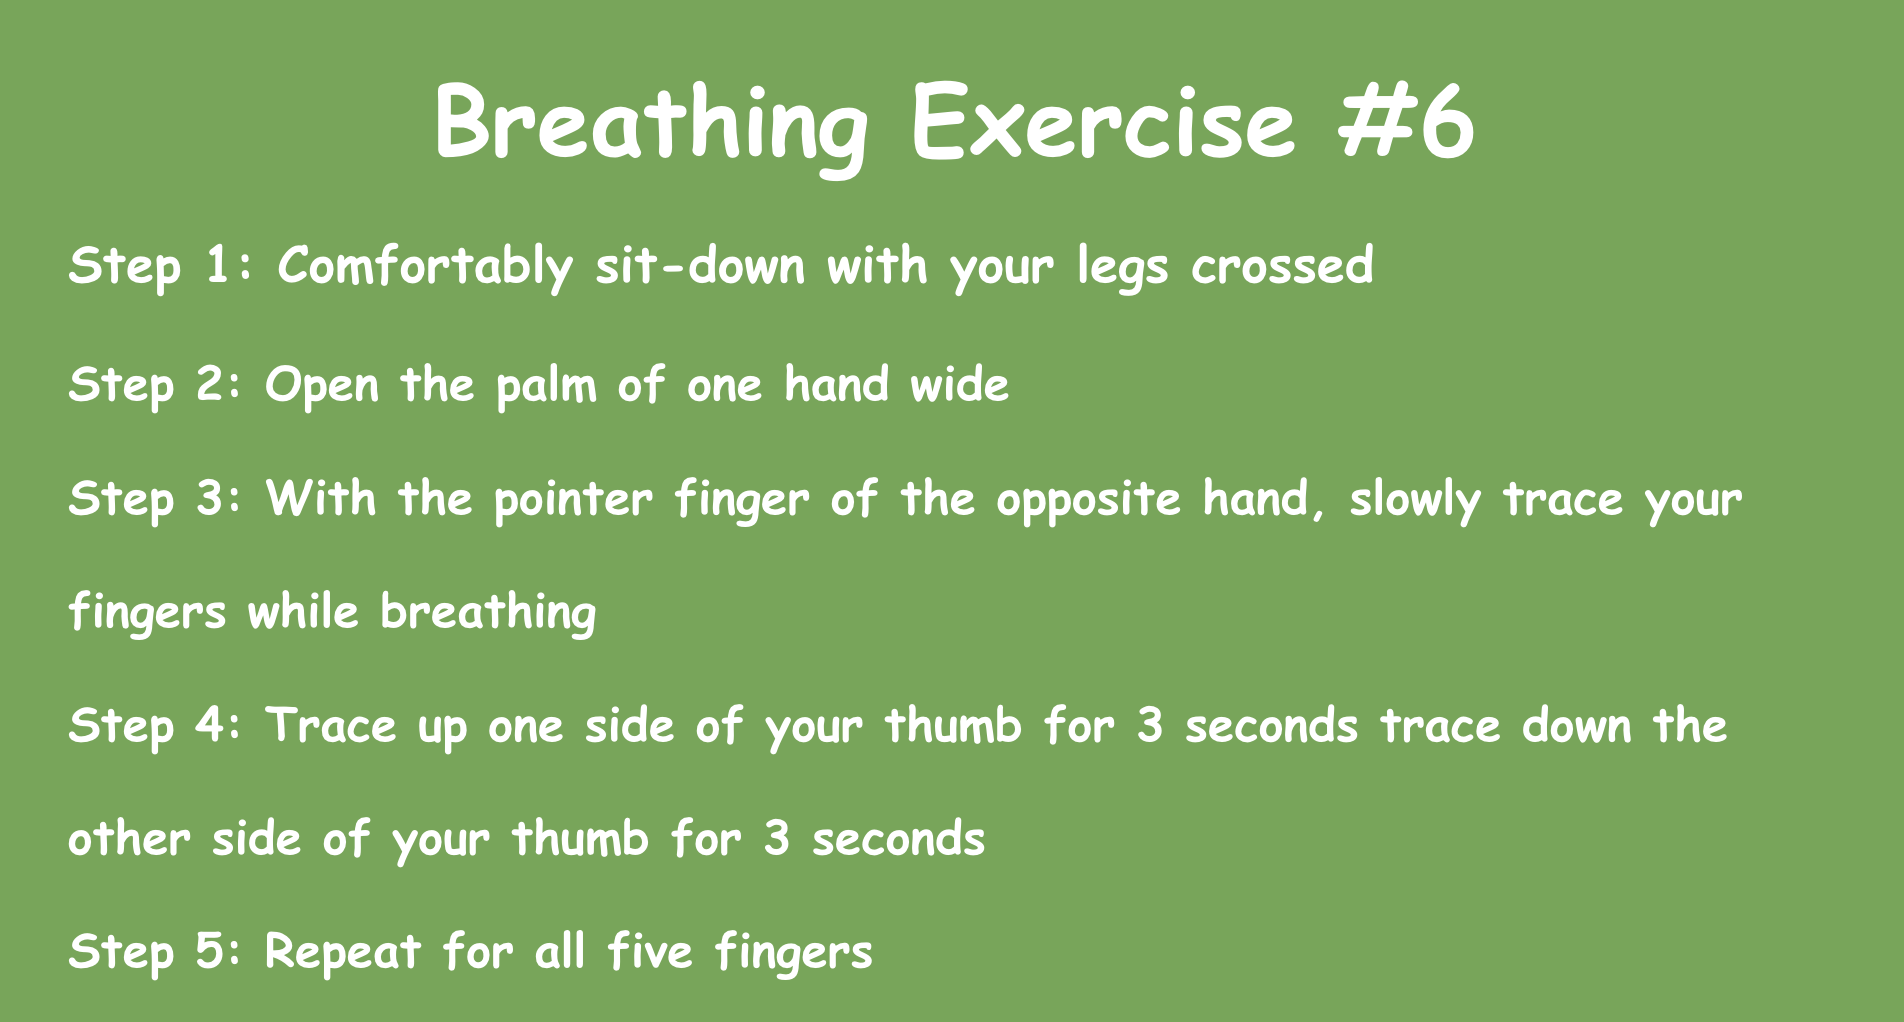 Breathing Exercise #6
Step 1: Comfortably sit-down with your legs crossed
Step 2: Open the palm of one hand wide
Step 3: With the pointer finger of the opposite hand, slowly trace your
fingers while breathing
Step 4: Trace up one side of your thumb for 3 seconds trace down the
other side of your thumb for 3 seconds
Step 5: Repeat for all five fingers